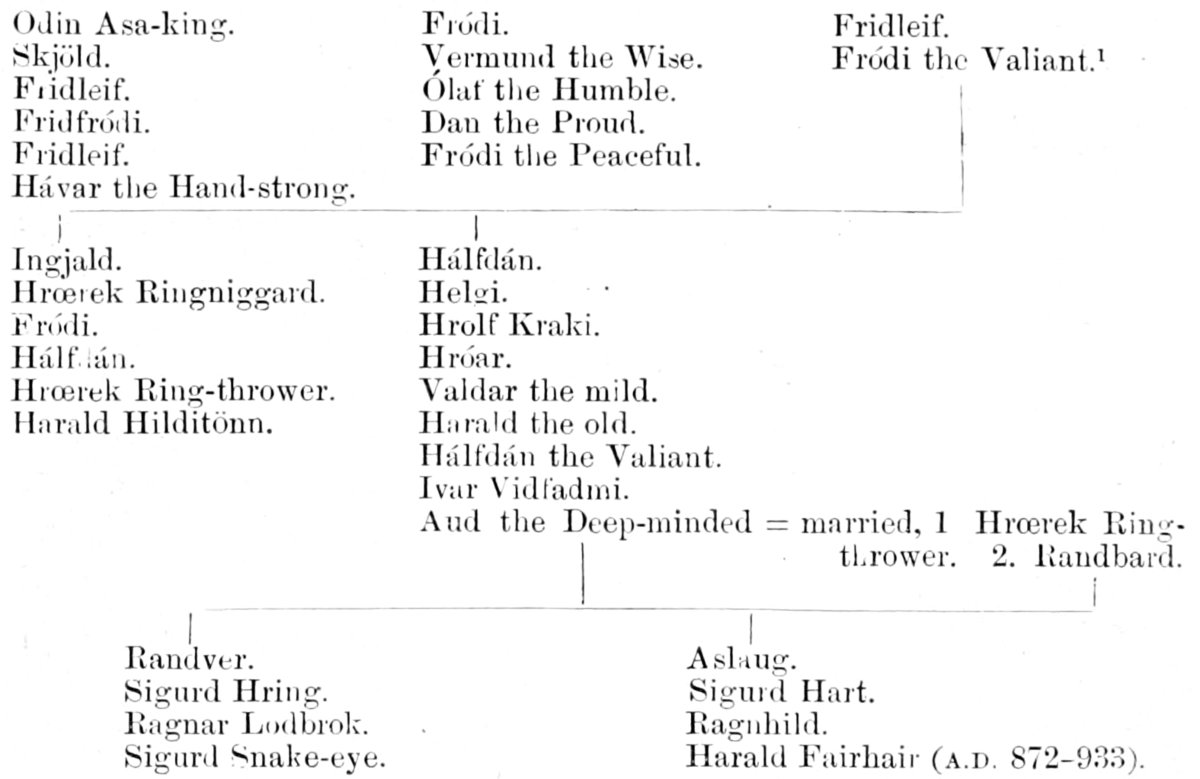 Odin Asa-king.
Skjöld.
Fridleif.
Fridfródi.
Fridleif.
Hávar the Hand-strong.
Fródi.
Vermund the Wise.
Ólaf the Humble.
Dan the Proud.
Fródi the Peaceful.
Fridleif.
Fródi the Valiant.¹
Ingjald.
Hrœrek Ringniggard.
Fródi.
Hálfdán.
Hrœrek Ring-thrower.
Harald Hilditönn.
Hálfdán.
Helgi.
Hrolf Kraki.
Hróar.
Valdar the mild.
Harald the old.
Hálfdán the Valiant.
Ivar Vidfadmi.
Aud the Deep-minded = married, 1 Hrœrek Ring-
thrower. 2. Randbard.
Randver.
Sigurd Hring.
Ragnar Lodbrok.
Sigurd Snake-eye.
Aslaug.
Sigurd Hart.
Ragnhild.
Harald Fairhair (A.D. 872–933).